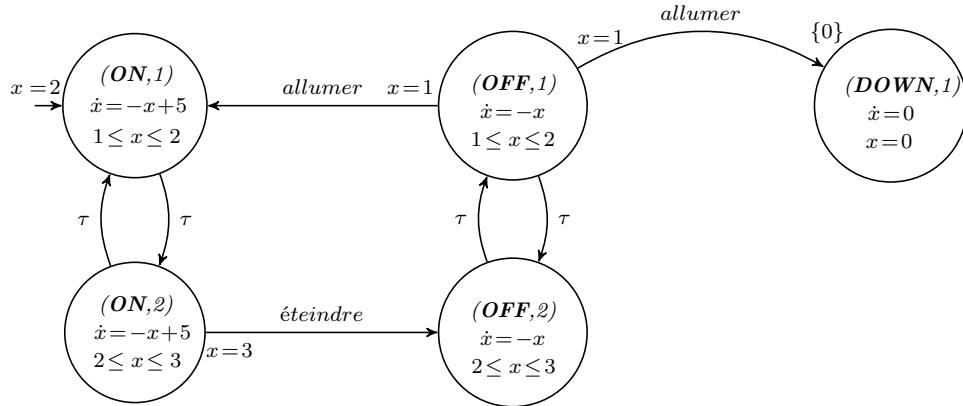 allumer
x=1
{0}
x=2
(ON,1)
ẋ=−x+5
1≤x≤2
allumer
x=1
(OFF,1)
ẋ=−x
1≤x≤2
(DOWN,1)
ẋ=0
x=0
τ
τ
τ
τ
(ON,2)
ẋ=−x+5
2≤x≤3
éteindre
x=3
(OFF,2)
ẋ=−x
2≤x≤3